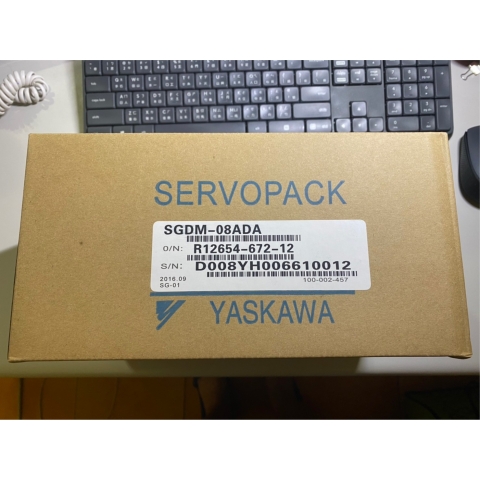 SERVOPACK
SGDM-08ADA
O/N: R12654-672-12
S/N: D008YH006610012
2016.09
SG-01
100-002-457
YASKAWA